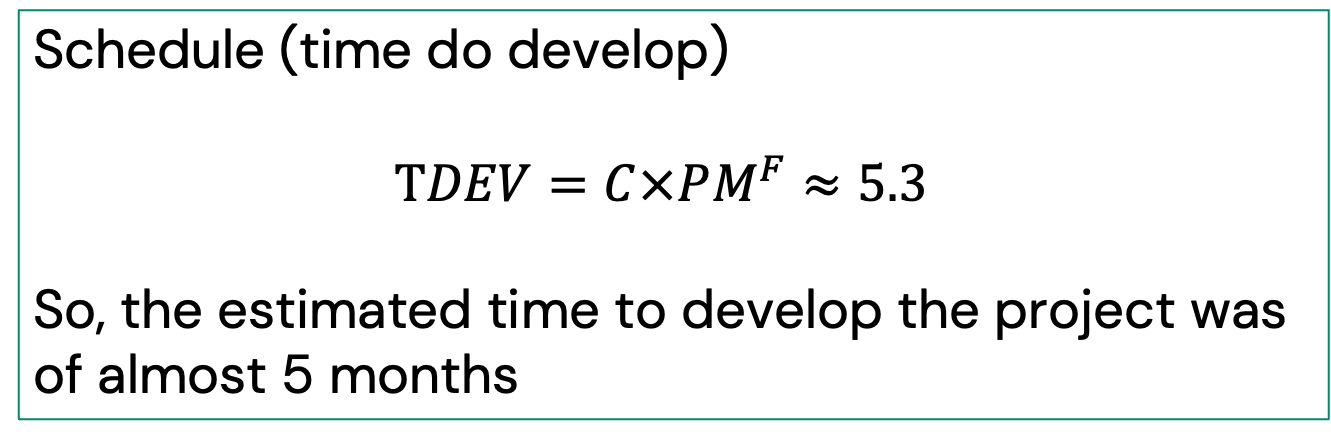 Schedule (time do develop)
TDEV = C×PM^F ≈ 5.3
So, the estimated time to develop the project was
of almost 5 months